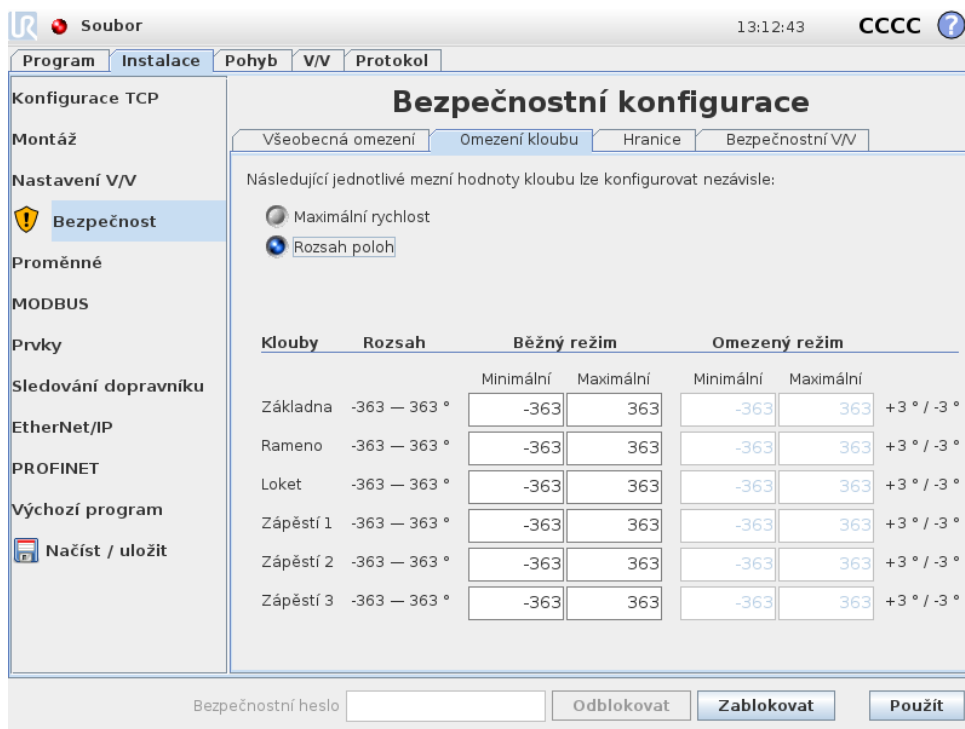 UR Soubor 13:12:43 CCCC ?
Program Instalace Pohyb V/V Protokol
Konfigurace TCP
Montáž
Nastavení V/V
Bezpečnost
Proměnné
MODBUS
Prvky
Sledování dopravníku
EtherNet/IP
PROFINET
Výchozí program
Načíst / uložit
Bezpečnostní konfigurace
Všeobecná omezení Omezení kloubu Hranice Bezpečnostní V/V
Následující jednotlivé mezní hodnoty kloubu lze konfigurovat nezávisle:
Maximální rychlost
Rozsah poloh
Klouby Rozsah Běžný režim Omezený režim
Minimální Maximální Minimální Maximální
Základna -363 — 363 ° -363 363 -363 363 +3 ° / -3 °
Rameno -363 — 363 ° -363 363 -363 363 +3 ° / -3 °
Loket -363 — 363 ° -363 363 -363 363 +3 ° / -3 °
Zápěstí 1 -363 — 363 ° -363 363 -363 363 +3 ° / -3 °
Zápěstí 2 -363 — 363 ° -363 363 -363 363 +3 ° / -3 °
Zápěstí 3 -363 — 363 ° -363 363 -363 363 +3 ° / -3 °
Bezpečnostní heslo Odblokovat Zablokovat Použít